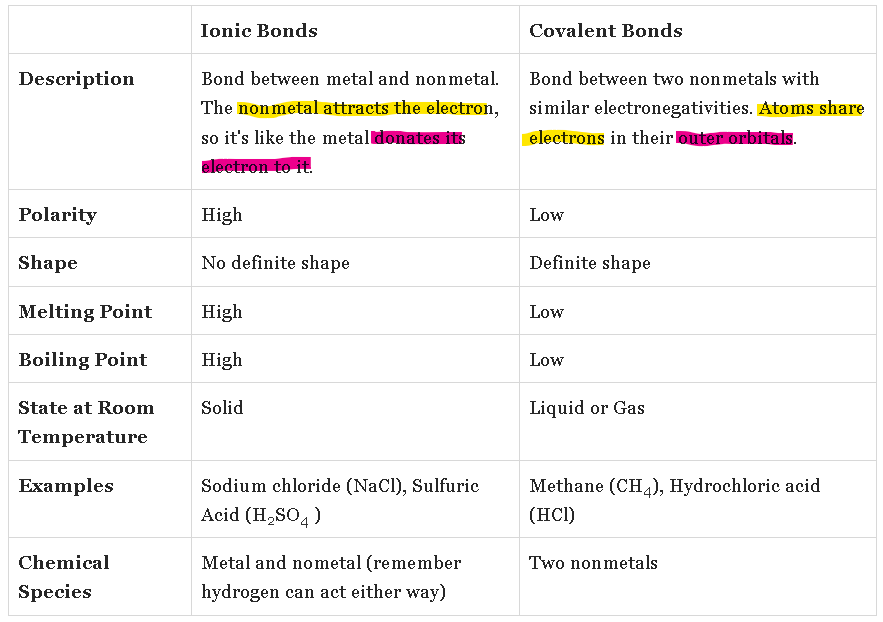 Ionic Bonds
Covalent Bonds
Description
Bond between metal and nonmetal.
The nonmetal attracts the electron,
so it's like the metal donates its
electron to it.
Bond between two nonmetals with
similar electronegativities. Atoms share
electrons in their outer orbitals.
Polarity
High
Low
Shape
No definite shape
Definite shape
Melting Point
High
Low
Boiling Point
High
Low
State at Room
Temperature
Solid
Liquid or Gas
Examples
Sodium chloride (NaCl), Sulfuric
Acid (H₂SO₄ )
Methane (CH₄), Hydrochloric acid
(HCl)
Chemical
Species
Metal and nometal (remember
hydrogen can act either way)
Two nonmetals